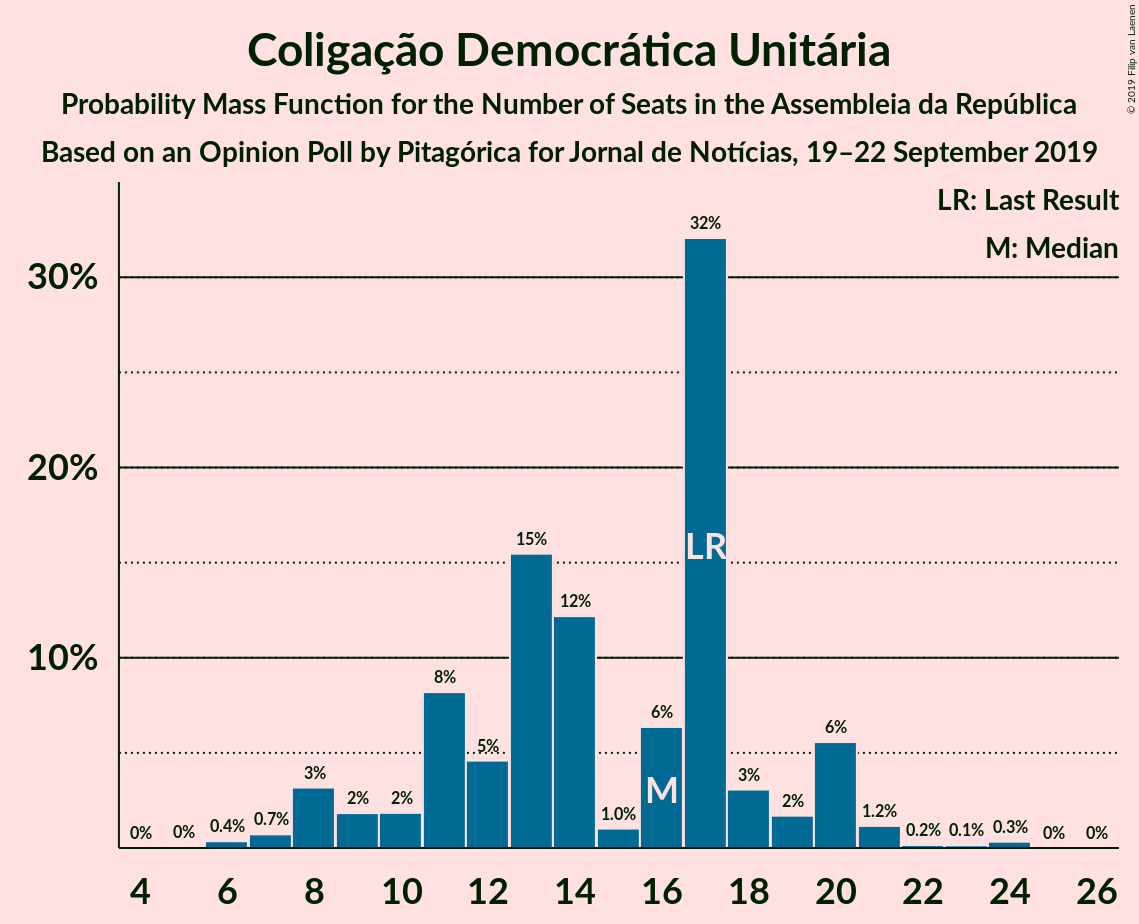 Coligação Democrática Unitária
Probability Mass Function for the Number of Seats in the Assembleia da República
Based on an Opinion Poll by Pitagórica for Jornal de Notícias, 19–22 September 2019
© 2019 Filip van Laenen
LR: Last Result
M: Median
30%
20%
10%
0% 0% 0.4% 0.7% 3% 2% 2% 8% 5% 15% 12% 1.0% 6% 32% 3% 2% 6% 1.2% 0.2% 0.1% 0.3% 0% 0%
LR
M
4 6 8 10 12 14 16 18 20 22 24 26